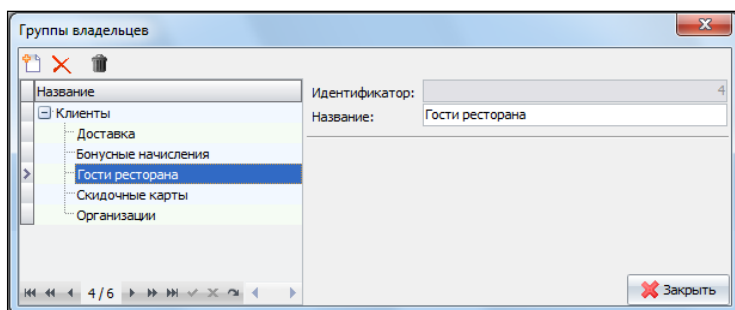 Группы владельцев
Название
Клиенты
Доставка
Бонусные начисления
Гости ресторана
Скидочные карты
Организации
4/6
Идентификатор: 4
Название: Гости ресторана
Закрыть